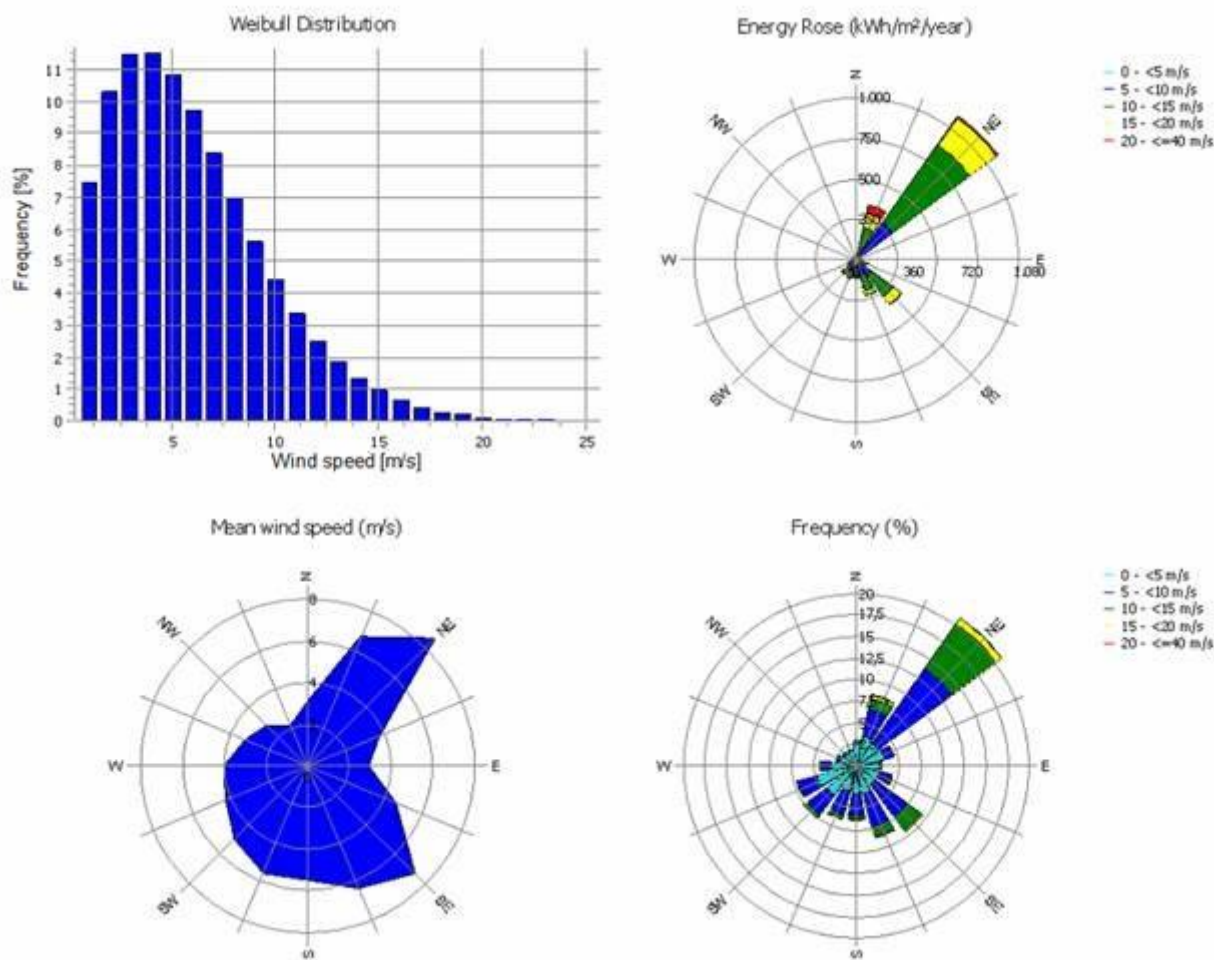 Weibull Distribution
11
10
9
8
7
6
5
4
3
2
1
0
Frequency [%]
5
10
15
20
25
Wind speed [m/s]
Energy Rose (kWh/m²/year)
N
1.000
750
500
NE
E
SE
S
SW
W
NW
360
720
1.080
0 - <5 m/s
5 - <10 m/s
10 - <15 m/s
15 - <20 m/s
20 - <=40 m/s
Mean wind speed (m/s)
N
8
6
4
NE
E
SE
S
SW
W
NW
Frequency (%)
N
20
17,5
15
12,5
10
NE
E
SE
S
SW
W
NW
0 - <5 m/s
5 - <10 m/s
10 - <15 m/s
15 - <20 m/s
20 - <=40 m/s